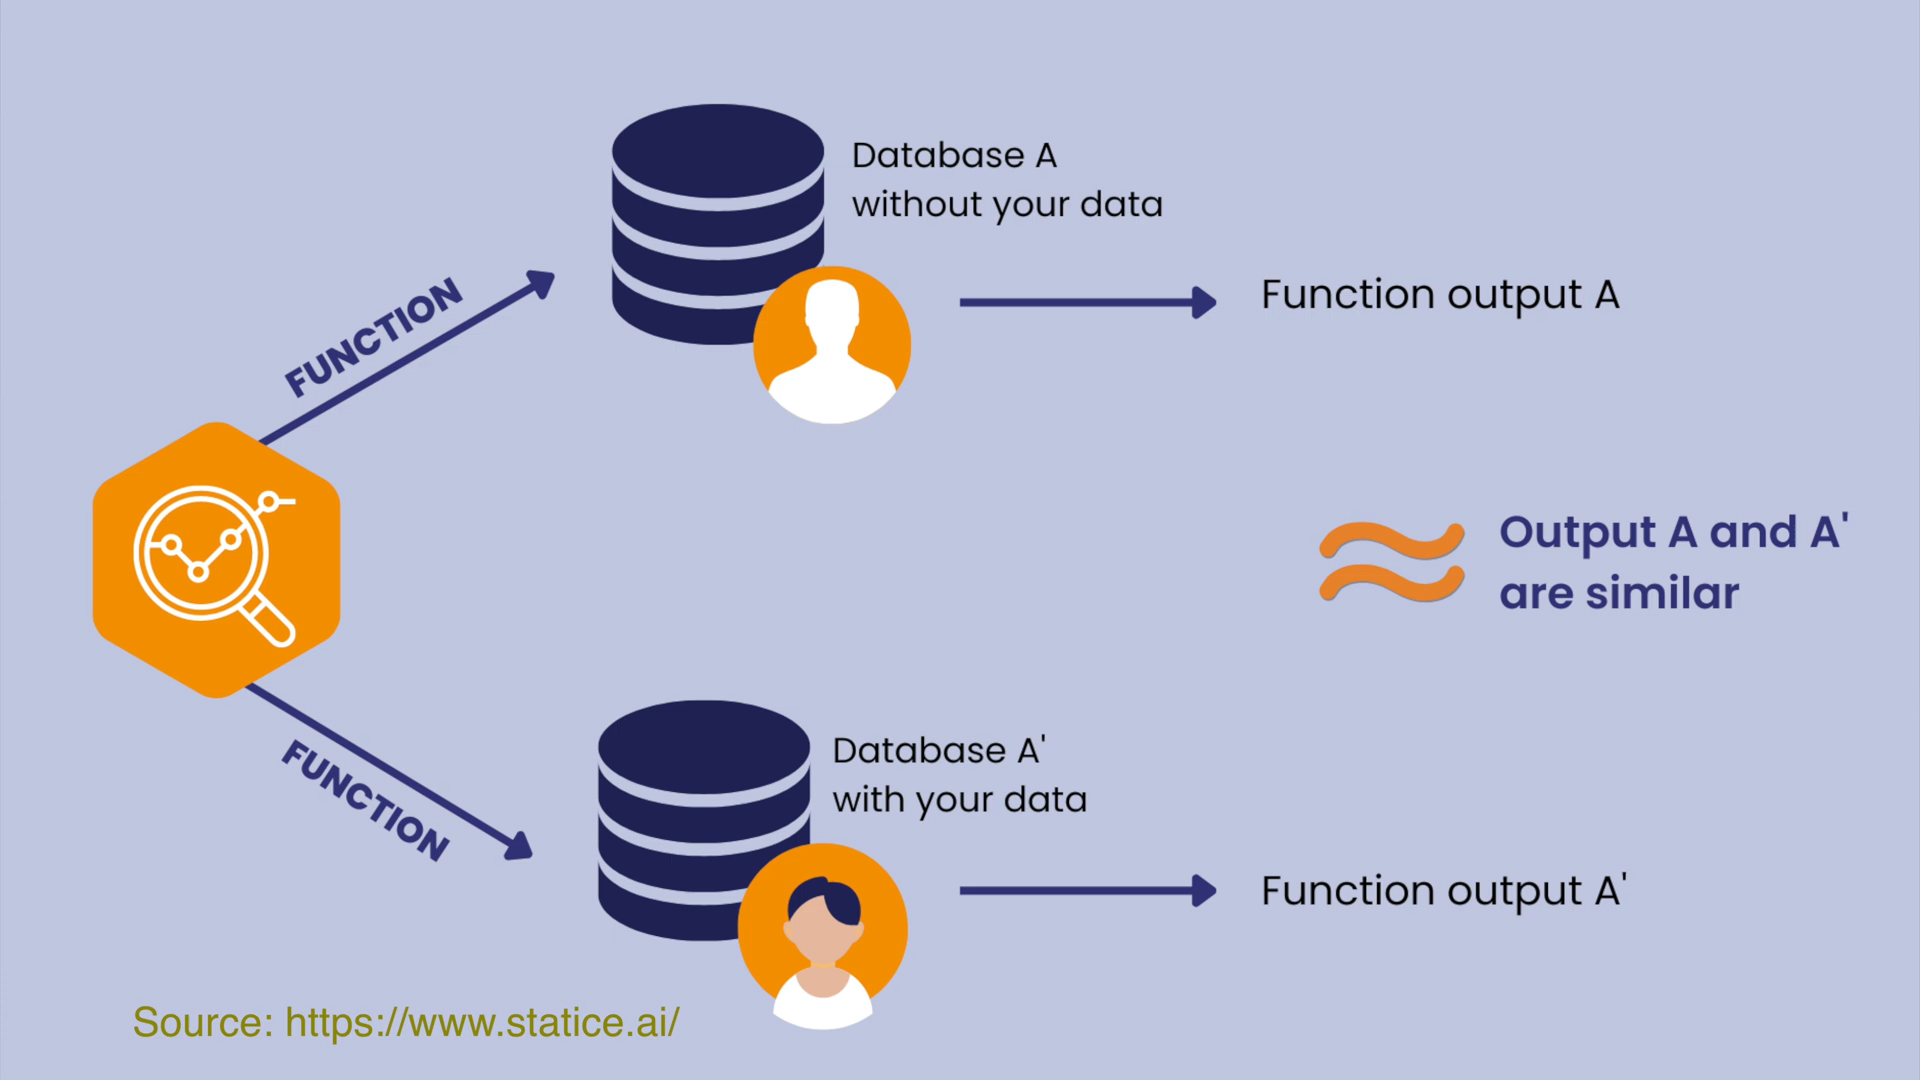 Database A
without your data
FUNCTION
Function output A
Output A and A'
are similar
FUNCTION
Database A'
with your data
Function output A'
Source: https://www.statice.ai/